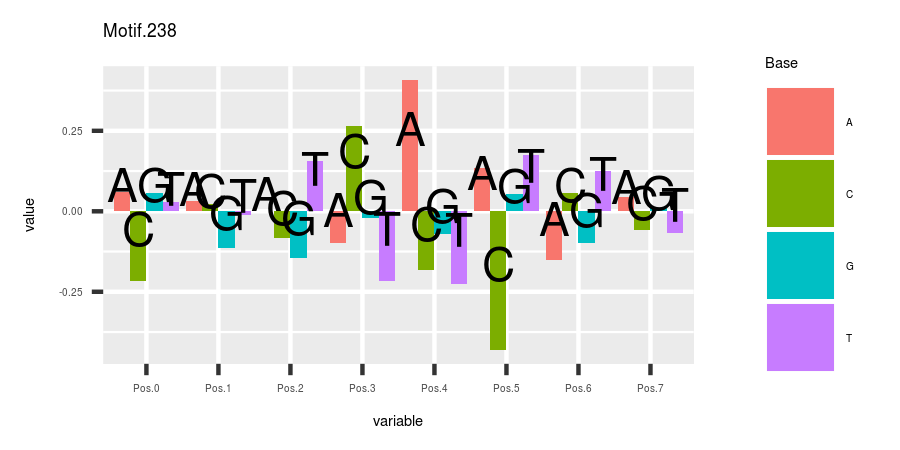 Motif.238
Base
A
C
G
T
value
0.25
0.00
-0.25
A C G T A C G T A C G T A C G T A C G T A C G T A C G T A C G T
Pos.0 Pos.1 Pos.2 Pos.3 Pos.4 Pos.5 Pos.6 Pos.7
variable